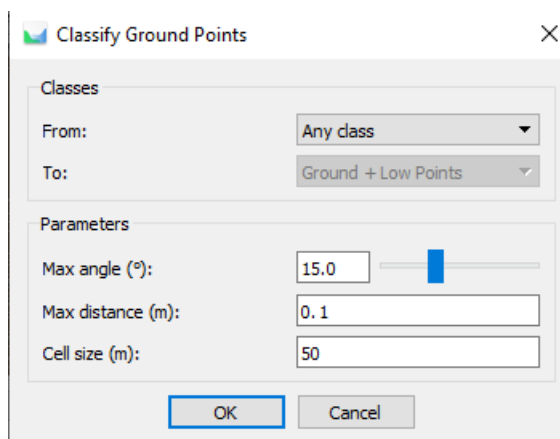 Classify Ground Points
Classes
From: Any class
To: Ground + Low Points
Parameters
Max angle (°): 15.0
Max distance (m): 0.1
Cell size (m): 50
OK Cancel